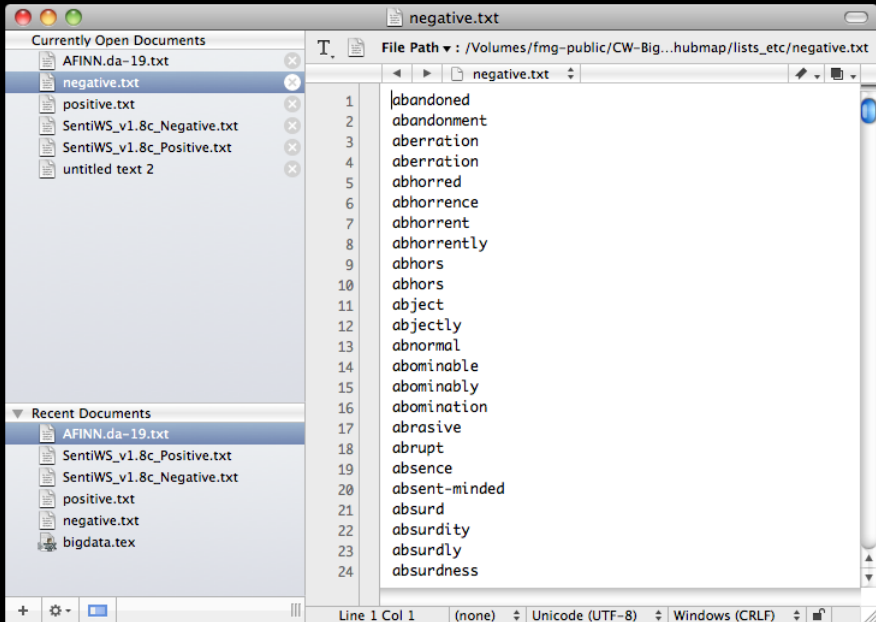 negative.txt
Currently Open Documents
AFINN.da-19.txt
negative.txt
positive.txt
SentiWS_v1.8c_Negative.txt
SentiWS_v1.8c_Positive.txt
untitled text 2
Recent Documents
AFINN.da-19.txt
SentiWS_v1.8c_Positive.txt
SentiWS_v1.8c_Negative.txt
positive.txt
negative.txt
bigdata.tex
T. File Path ▾ : /Volumes/fmg-public/CW-Big...hubmap/lists_etc/negative.txt
negative.txt
1 abandoned
2 abandonment
3 aberration
4 aberration
5 abhorred
6 abhorrence
7 abhorrent
8 abhorrently
9 abhors
10 abhors
11 abject
12 abjectly
13 abnormal
14 abominable
15 abominably
16 abomination
17 abrasive
18 abrupt
19 absence
20 absent-minded
21 absurd
22 absurdity
23 absurdly
24 absurdness
Line 1 Col 1 (none) Unicode (UTF-8) Windows (CRLF)